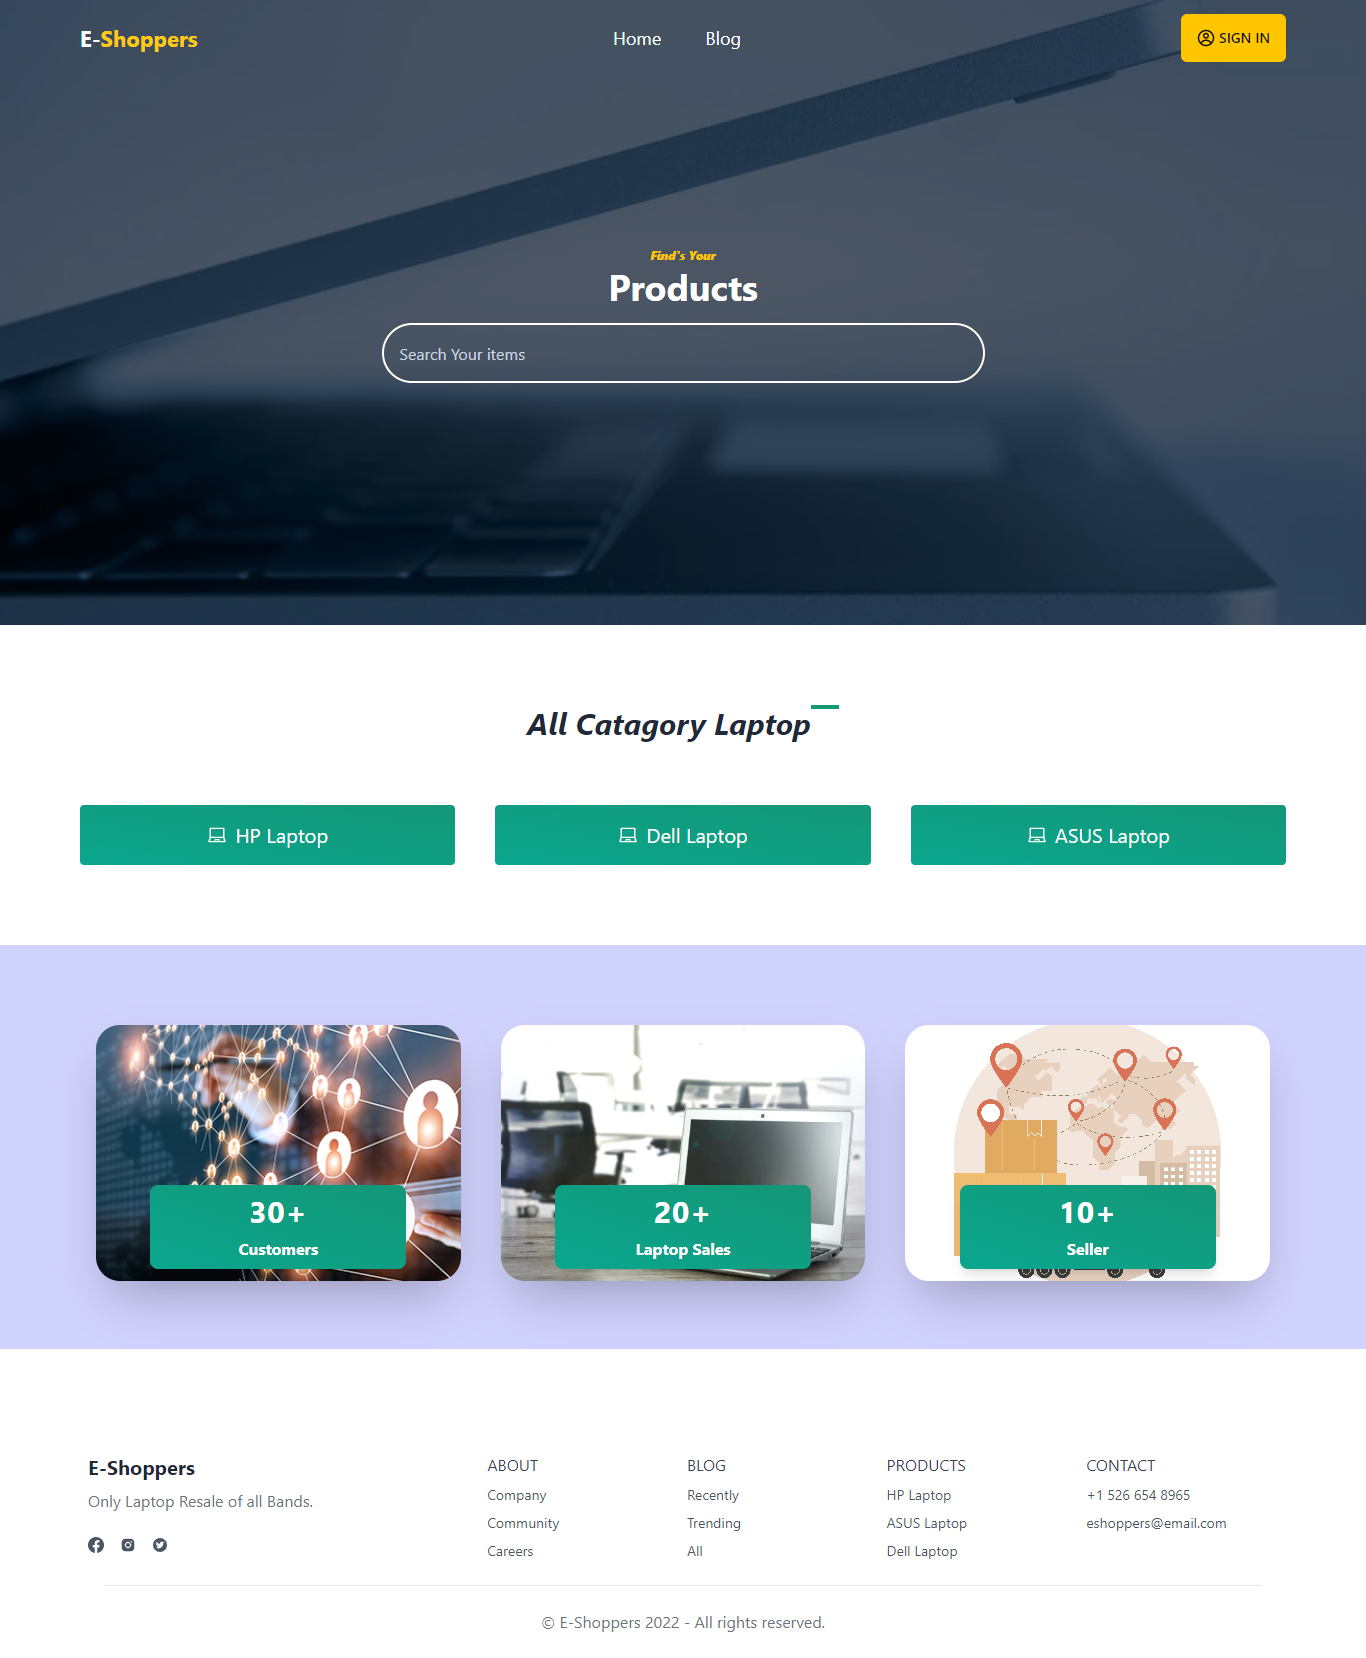 E-Shoppers
Home
Blog
SIGN IN
Find's Your
Products
Search Your items
All Catagory Laptop
HP Laptop
Dell Laptop
ASUS Laptop
30+
Customers
20+
Laptop Sales
10+
Seller
E-Shoppers
Only Laptop Resale of all Bands.
ABOUT
Company
Community
Careers
BLOG
Recently
Trending
All
PRODUCTS
HP Laptop
ASUS Laptop
Dell Laptop
CONTACT
+1 526 654 8965
eshoppers@email.com
© E-Shoppers 2022 - All rights reserved.